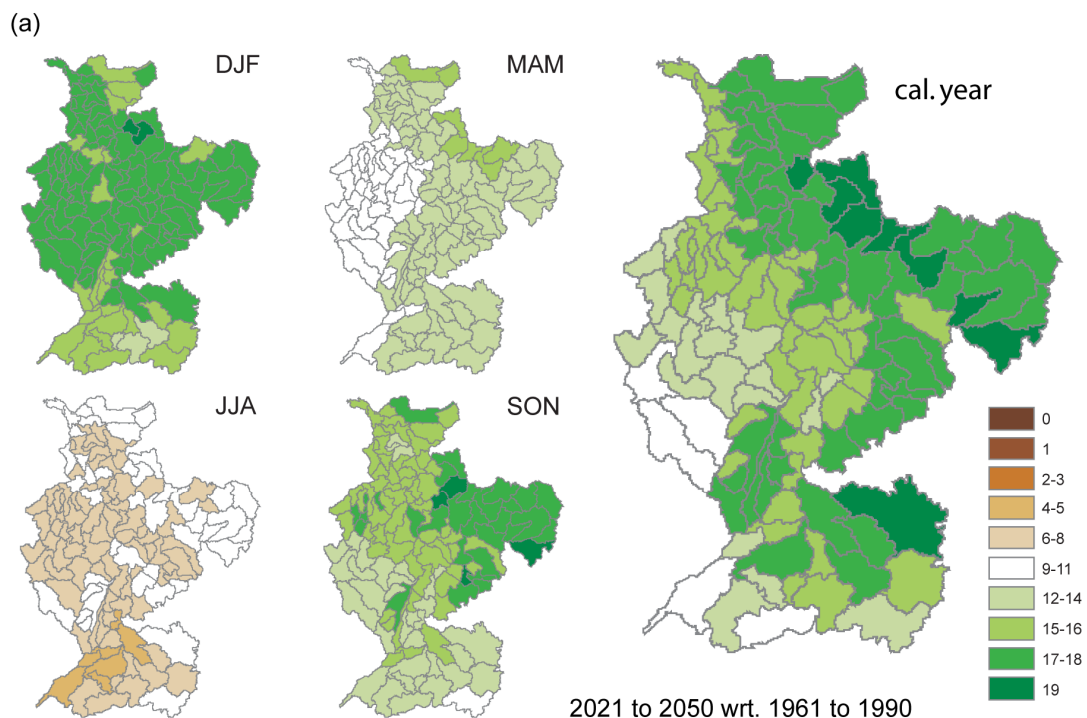 (a)
DJF
MAM
cal. year
JJA
SON
0
1
2-3
4-5
6-8
9-11
12-14
15-16
17-18
19
2021 to 2050 wrt. 1961 to 1990